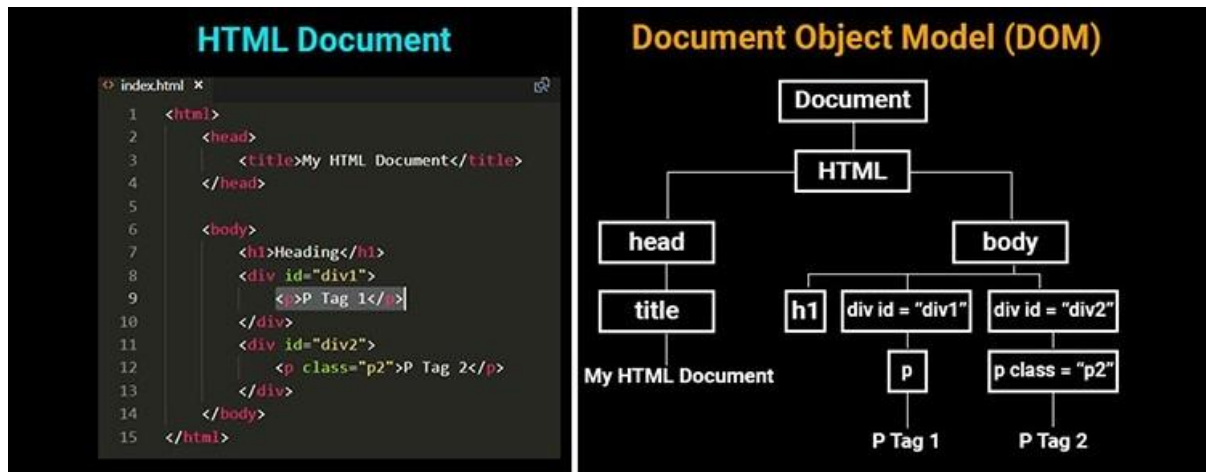 HTML Document
index.html ×
1 <html>
2 <head>
3 <title>My HTML Document</title>
4 </head>
5
6 <body>
7 <h1>Heading</h1>
8 <div id="div1">
9 <p>P Tag 1</p>
10 </div>
11 <div id="div2">
12 <p class="p2">P Tag 2</p>
13 </div>
14 </body>
15 </html>
Document Object Model (DOM)
Document
HTML
head body
title h1 div id = “div1” div id = “div2”
My HTML Document p p class = “p2”
P Tag 1 P Tag 2